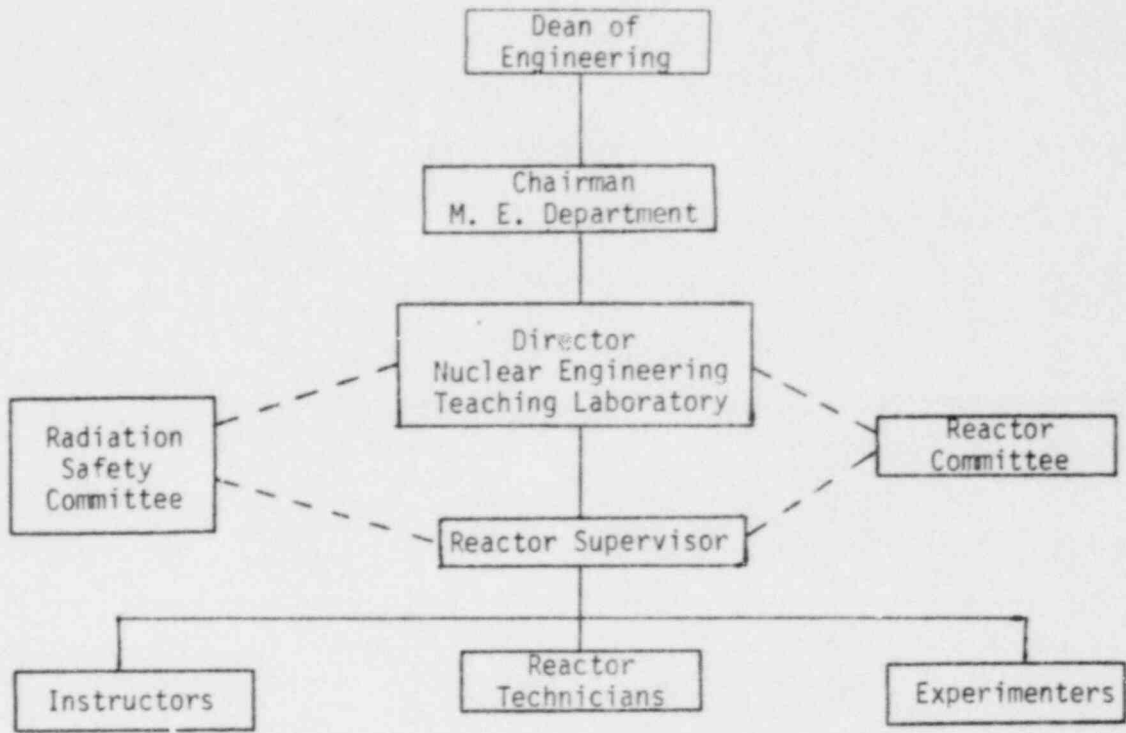 Dean of
Engineering
Chairman
M. E. Department
Director
Nuclear Engineering
Teaching Laboratory
Radiation
Safety
Committee
Reactor
Committee
Reactor Supervisor
Instructors
Reactor
Technicians
Experimenters